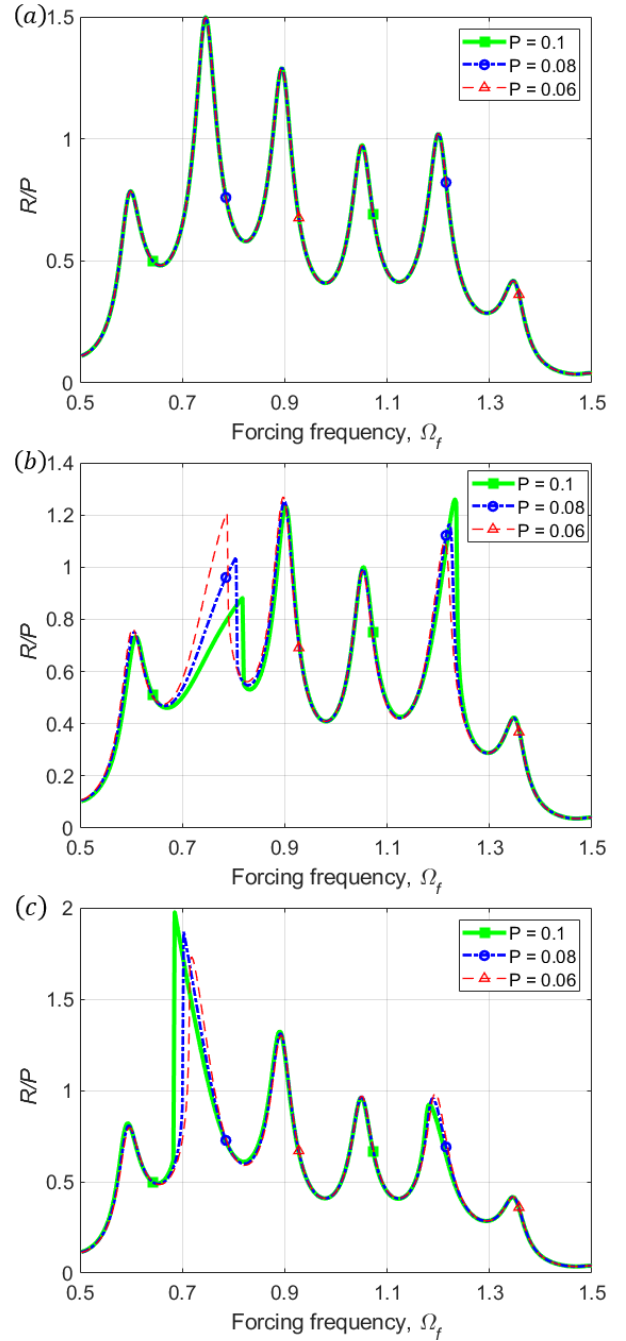 (a)
1.5
1
0.5
0
R/P
P = 0.1
P = 0.08
P = 0.06
0.5 0.7 0.9 1.1 1.3 1.5
Forcing frequency, Ω_f
(b)
1.4
1.2
1
0.8
0.6
0.4
0.2
0
R/P
P = 0.1
P = 0.08
P = 0.06
0.5 0.7 0.9 1.1 1.3 1.5
Forcing frequency, Ω_f
(c)
2
1.5
1
0.5
0
R/P
P = 0.1
P = 0.08
P = 0.06
0.5 0.7 0.9 1.1 1.3 1.5
Forcing frequency, Ω_f